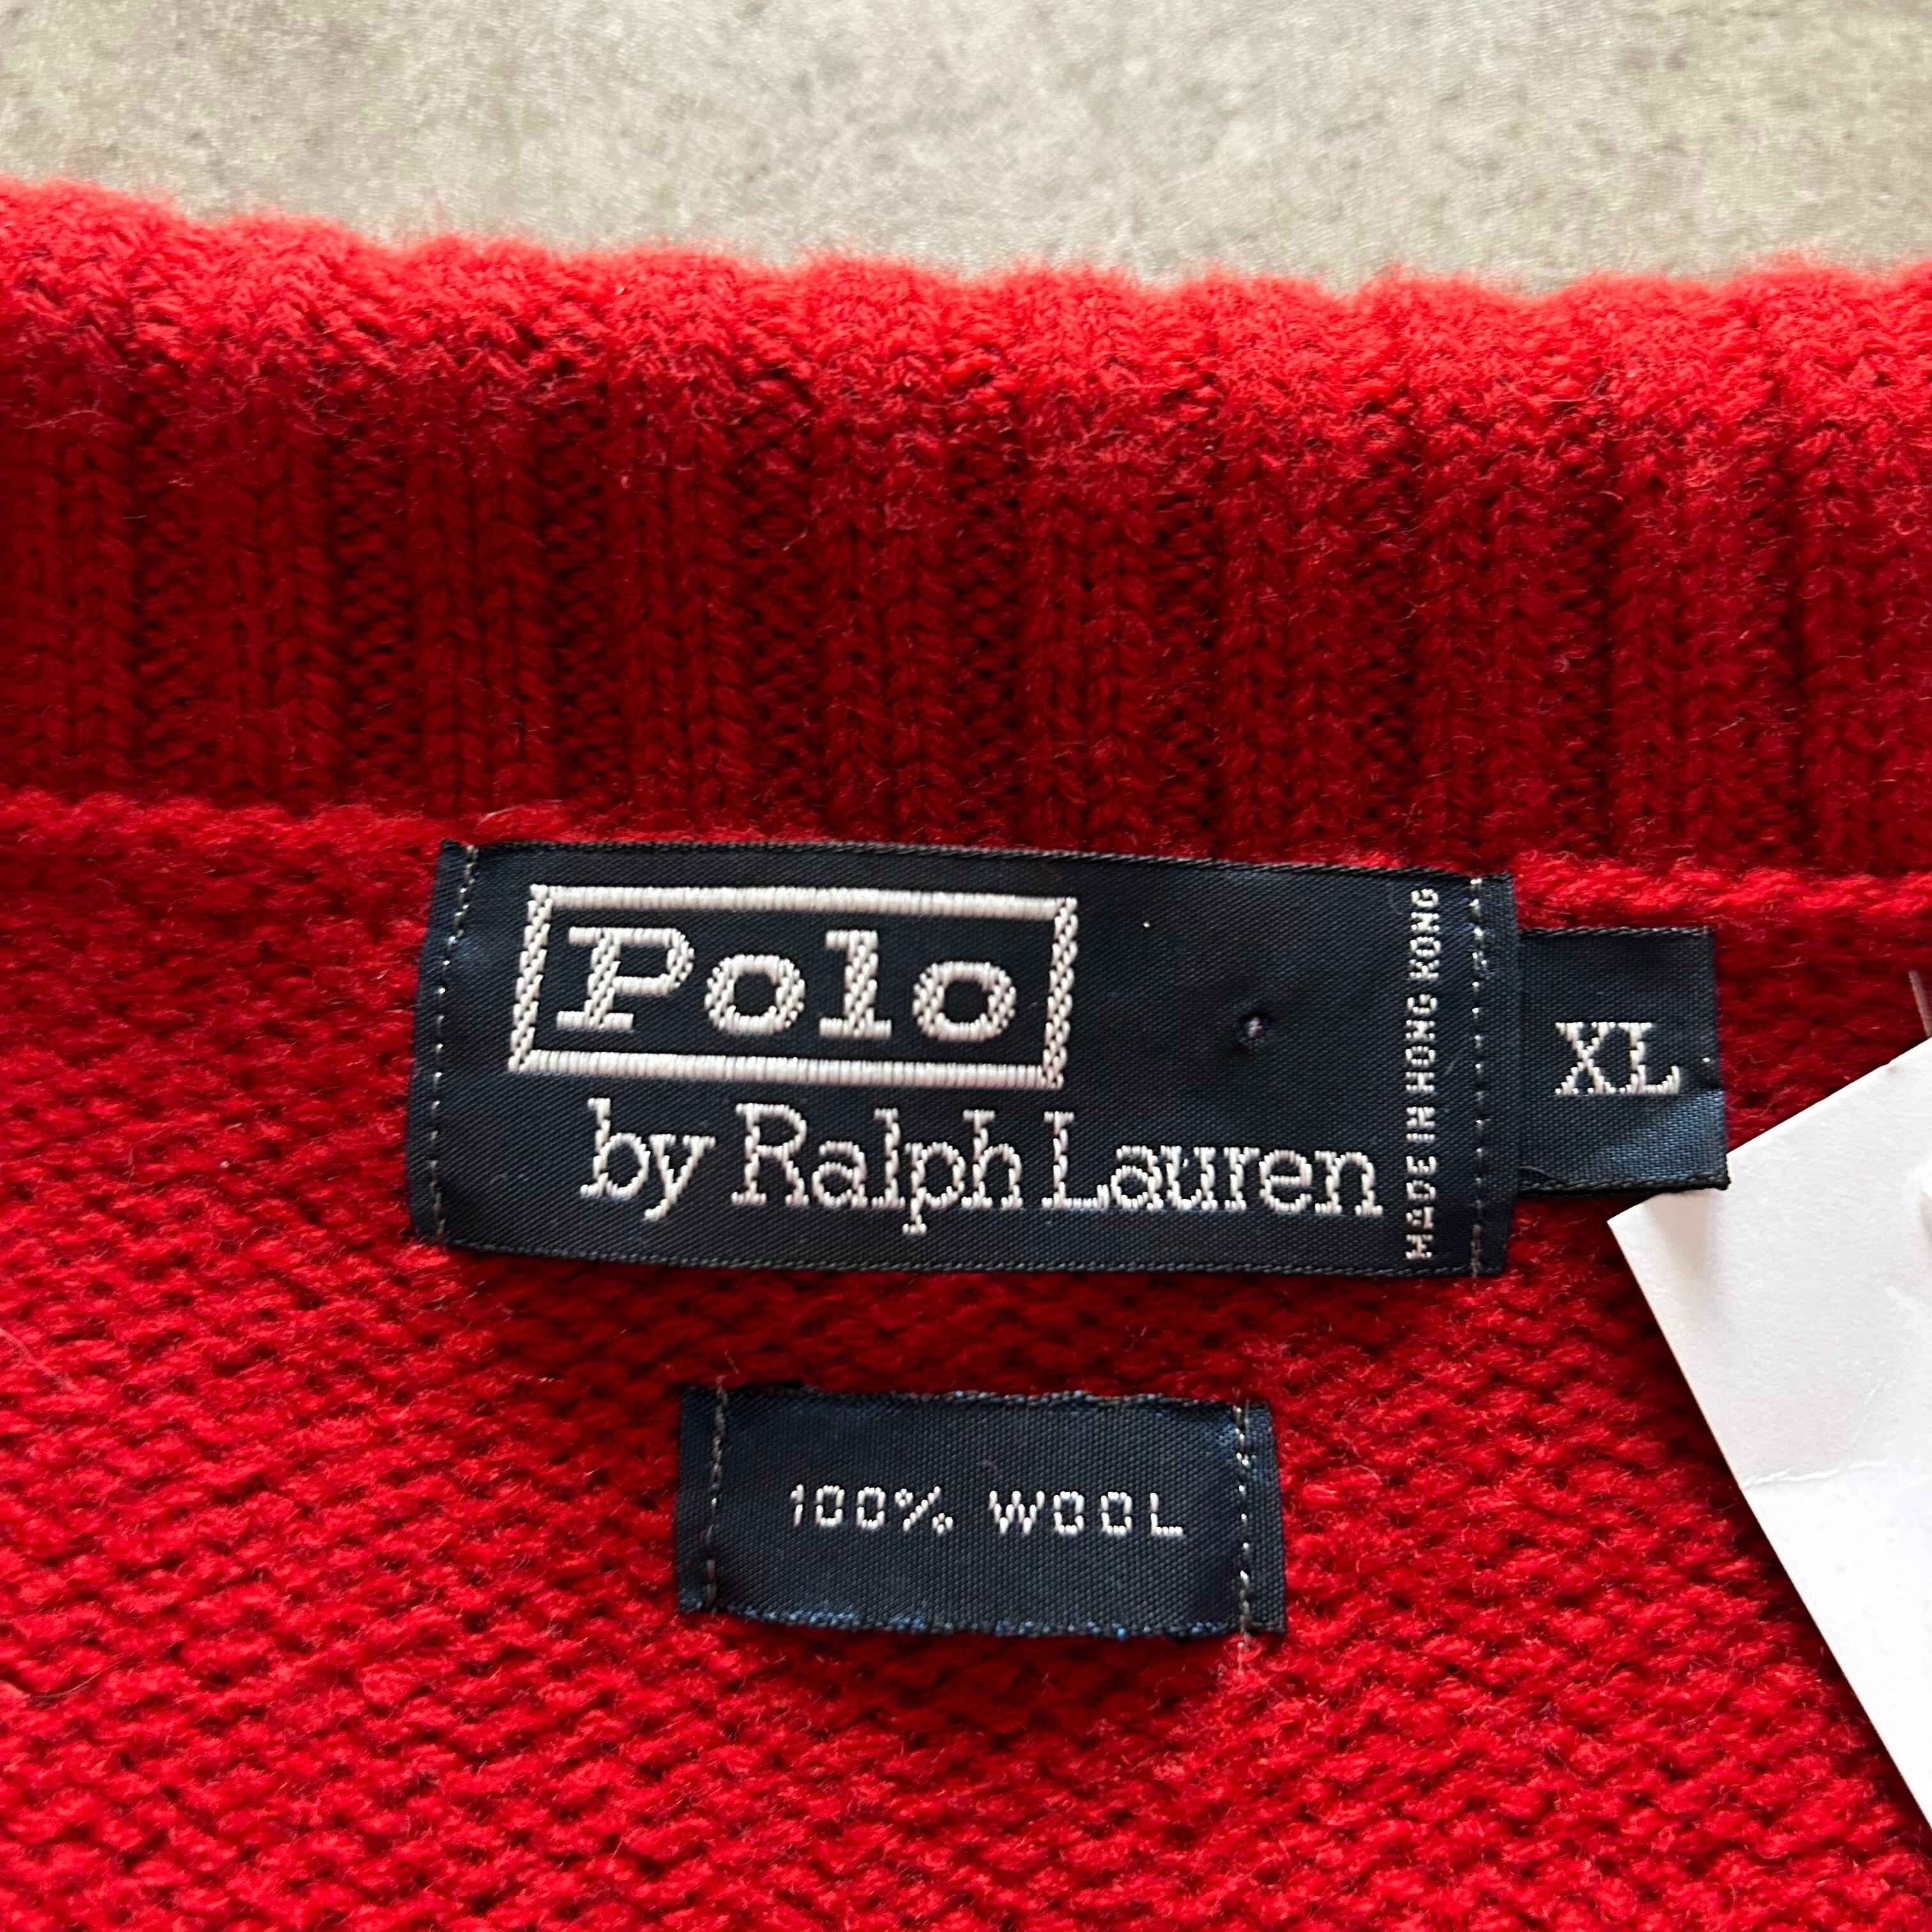 Polo
by Ralph Lauren
MADE IN HONG KONG
XL
100% WOOL